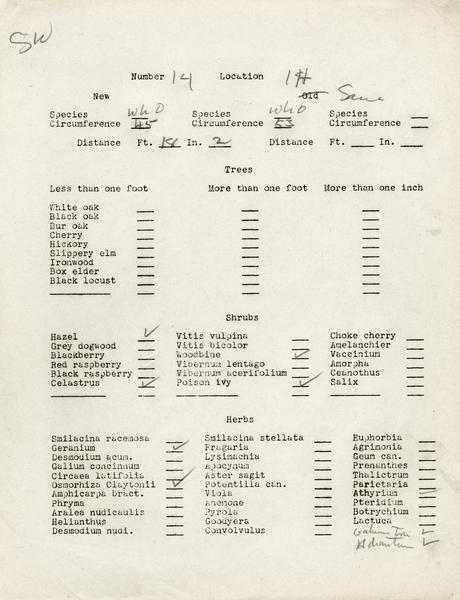 SW
Number 14 Location 1H
New Old Same
Species Who Species Who Species
Circumference 45 Circumference 53 Circumference
Distance Ft. 18 In. 2 Distance Ft. In.
Trees
Less than one foot More than one foot More than one inch
White oak
Black oak
Bur oak
Cherry
Hickory
Slippery elm
Ironwood
Box elder
Black locust
Shrubs
Hazel ✓ Vitis vulpina Choke cherry
Grey dogwood Vitis bicolor Amelanchier
Blackberry Woodbine ✓ Vaccinium
Red raspberry Vibernum lentago Amorpha
Black raspberry Vibernum acerifolium Ceanothus
Celastrus ✓ Poison ivy ✓ Salix
Herbs
Smilacina racemosa Smilacina stellata Euphorbia
Geranium ✓ Fragaria Agrimonia
Desmodium acum. Lysimachia Geum can.
Galium concinnum Apocynum Prenanthes
Circaea latifolia Aster sagit Thalictrum
Osmorhiza Claytonii ✓ Potentilla can. Parietaria
Amphicarpa bract. Viola Athyrium ✓
Phryma Anemone Pteridium
Aralea nudicaulis Pyrola Botrychium
Helianthus Goodyera Lactuca
Desmodium nudi. Convolvulus Galium Tri ✓
Adiantum ✓